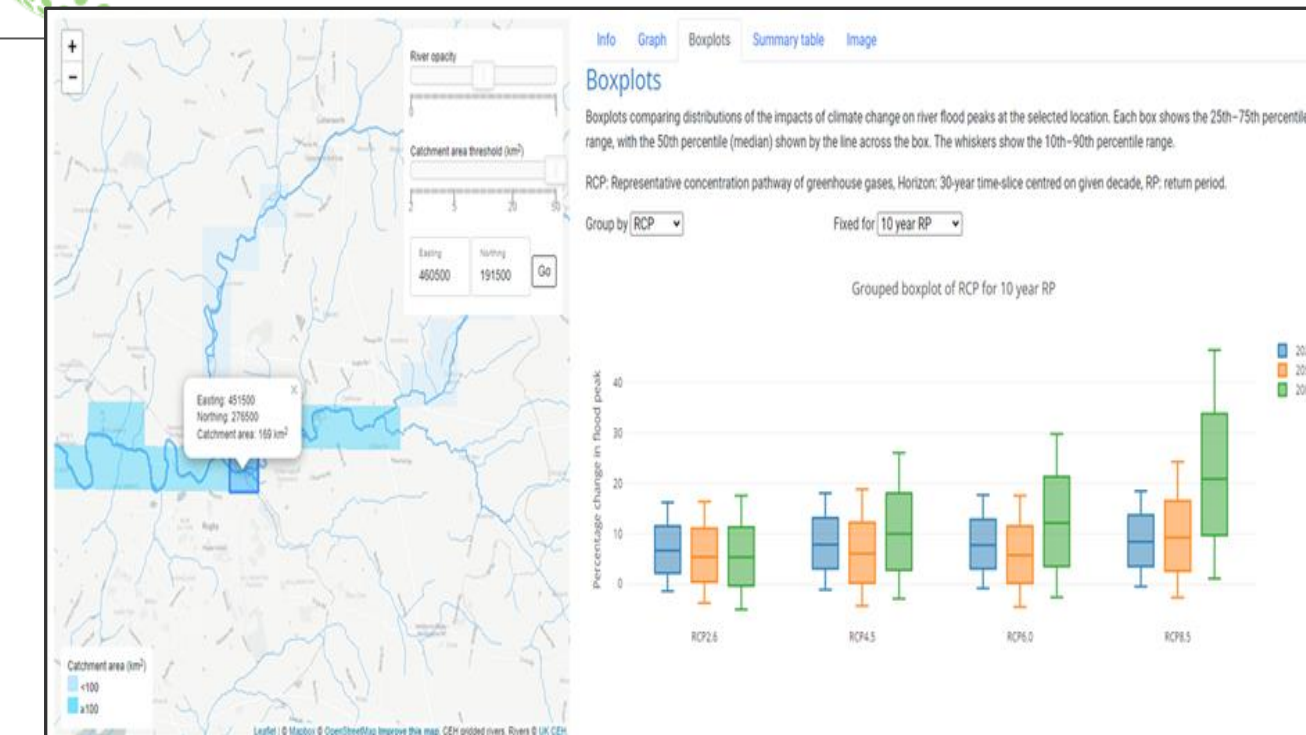 +
−
River opacity
Catchment area threshold (km²)
2 5 20 50
Easting
460500
Northing
191500
Go
Easting: 451500
Northing: 276500
Catchment area: 169 km²
×
Rugby
Catchment area (km²)
<100
≥100
Leaflet | © Mapbox © OpenStreetMap Improve this map, CEH gridded rivers. Rivers © UK CEH
Info Graph Boxplots Summary table Image
Boxplots
Boxplots comparing distributions of the impacts of climate change on river flood peaks at the selected location. Each box shows the 25th–75th percentile
range, with the 50th percentile (median) shown by the line across the box. The whiskers show the 10th–90th percentile range.
RCP: Representative concentration pathway of greenhouse gases, Horizon: 30-year time-slice centred on given decade, RP: return period.
Group by RCP Fixed for 10 year RP
Grouped boxplot of RCP for 10 year RP
Percentage change in flood peak
40
30
20
10
0
RCP2.6 RCP4.5 RCP6.0 RCP8.5